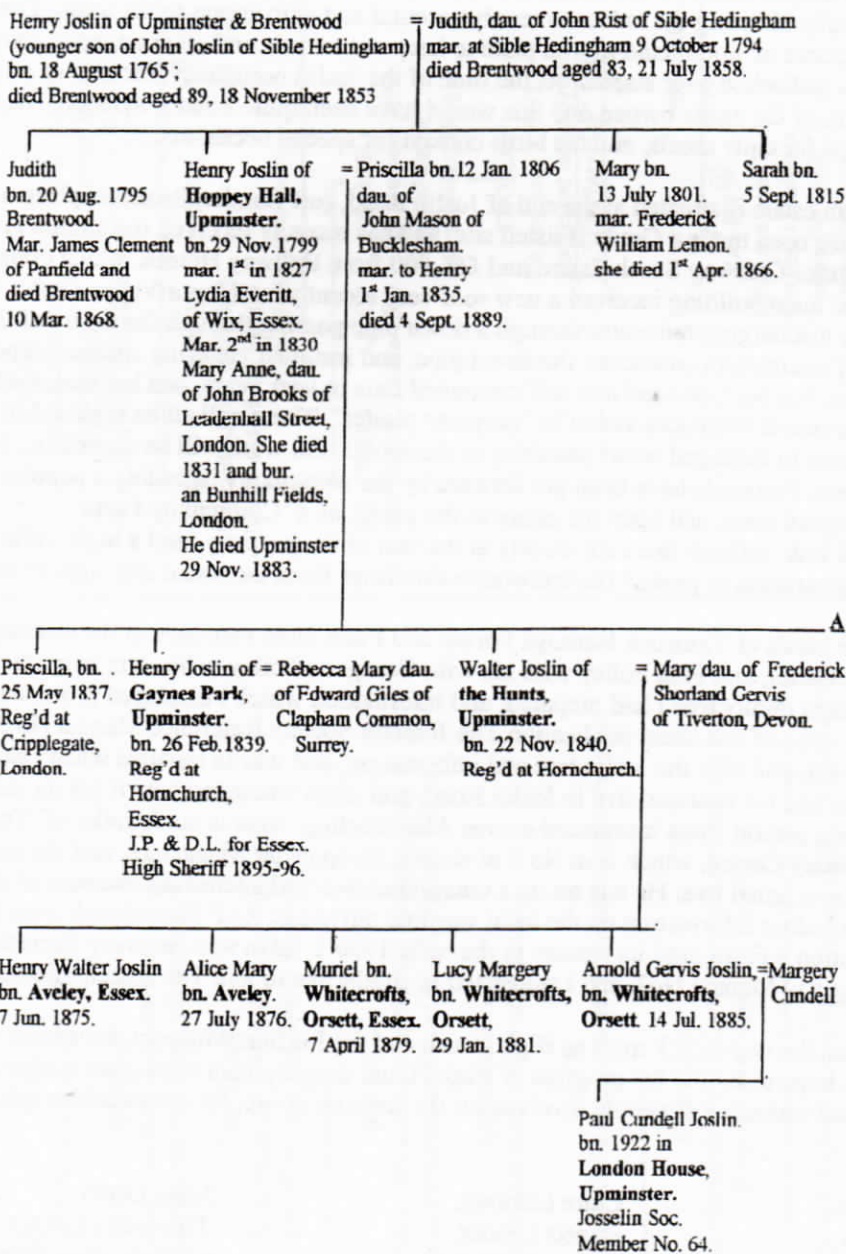 Henry Joslin of Upminster & Brentwood
(younger son of John Joslin of Sible Hedingham)
bn. 18 August 1765;
died Brentwood aged 89, 18 November 1853
= Judith, dau. of John Rist of Sible Hedingham
mar. at Sible Hedingham 9 October 1794
died Brentwood aged 83, 21 July 1858.
Judith
bn. 20 Aug. 1795
Brentwood.
Mar. James Clement
of Panfield and
died Brentwood
10 Mar. 1868.
Henry Joslin of
Hoppey Hall,
Upminster.
bn. 29 Nov. 1799
mar. 1st in 1827
Lydia Everitt,
of Wix, Essex.
Mar. 2nd in 1830
Mary Anne, dau.
of John Brooks of
Leadenhall Street,
London. She died
1831 and bur.
an Bunhill Fields,
London.
He died Upminster
29 Nov. 1883.
= Priscilla bn. 12 Jan. 1806
dau. of
John Mason of
Bucklesham.
mar. to Henry
1st Jan. 1835.
died 4 Sept. 1889.
Mary bn.
13 July 1801.
mar. Frederick
William Lemon.
she died 1st Apr. 1866.
Sarah bn.
5 Sept. 1815
A
Priscilla, bn.
25 May 1837.
Reg'd at
Cripplegate,
London.
Henry Joslin of
Gaynes Park,
Upminster.
bn. 26 Feb. 1839.
Reg'd at
Hornchurch,
Essex.
J.P. & D.L. for Essex.
High Sheriff 1895-96.
= Rebecca Mary dau.
of Edward Giles of
Clapham Common,
Surrey.
Walter Joslin of
the Hunts,
Upminster.
bn. 22 Nov. 1840.
Reg'd at Hornchurch.
= Mary dau. of Frederick
Shorland Gervis
of Tiverton, Devon.
Henry Walter Joslin
bn. Aveley, Essex.
7 Jun. 1875.
Alice Mary
bn. Aveley.
27 July 1876.
Muriel bn.
Whitecrofts,
Orsett, Essex.
7 April 1879.
Lucy Margery
bn. Whitecrofts,
Orsett,
29 Jan. 1881.
Arnold Gervis Joslin,
bn. Whitecrofts,
Orsett. 14 Jul. 1885.
=Margery
Cundell
Paul Cundell Joslin.
bn. 1922 in
London House,
Upminster.
Josselin Soc.
Member No. 64.